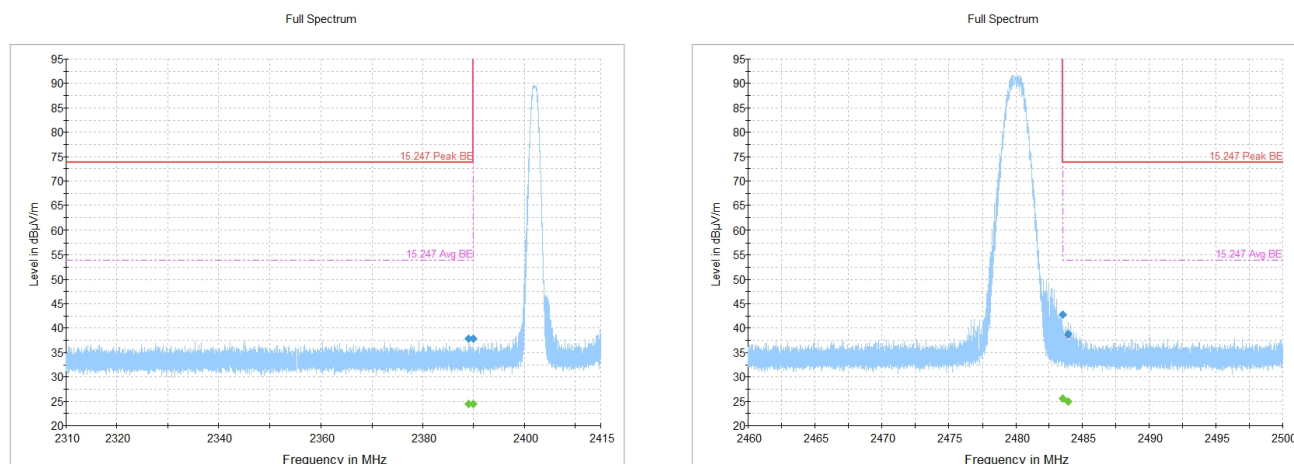 Full Spectrum
95
90
85
80
75
70
65
60
55
50
45
40
35
30
25
20
Level in dBµV/m
15.247 Peak BE
15.247 Avg BE
2310 2320 2340 2360 2380 2400 2415
Frequency in MHz
Full Spectrum
95
90
85
80
75
70
65
60
55
50
45
40
35
30
25
20
Level in dBµV/m
15.247 Peak BE
15.247 Avg BE
2460 2465 2470 2475 2480 2485 2490 2495 2500
Frequency in MHz